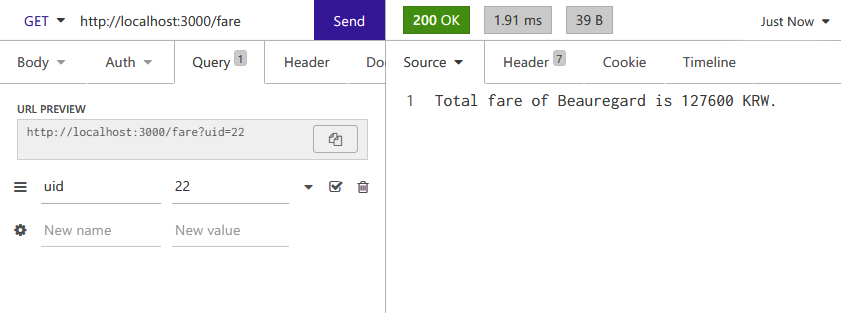 GET http://localhost:3000/fare Send
200 OK 1.91 ms 39 B Just Now
Body Auth Query 1 Header Do
Source Header 7 Cookie Timeline
URL PREVIEW
http://localhost:3000/fare?uid=22
uid 22
New name New value
1 Total fare of Beauregard is 127600 KRW.